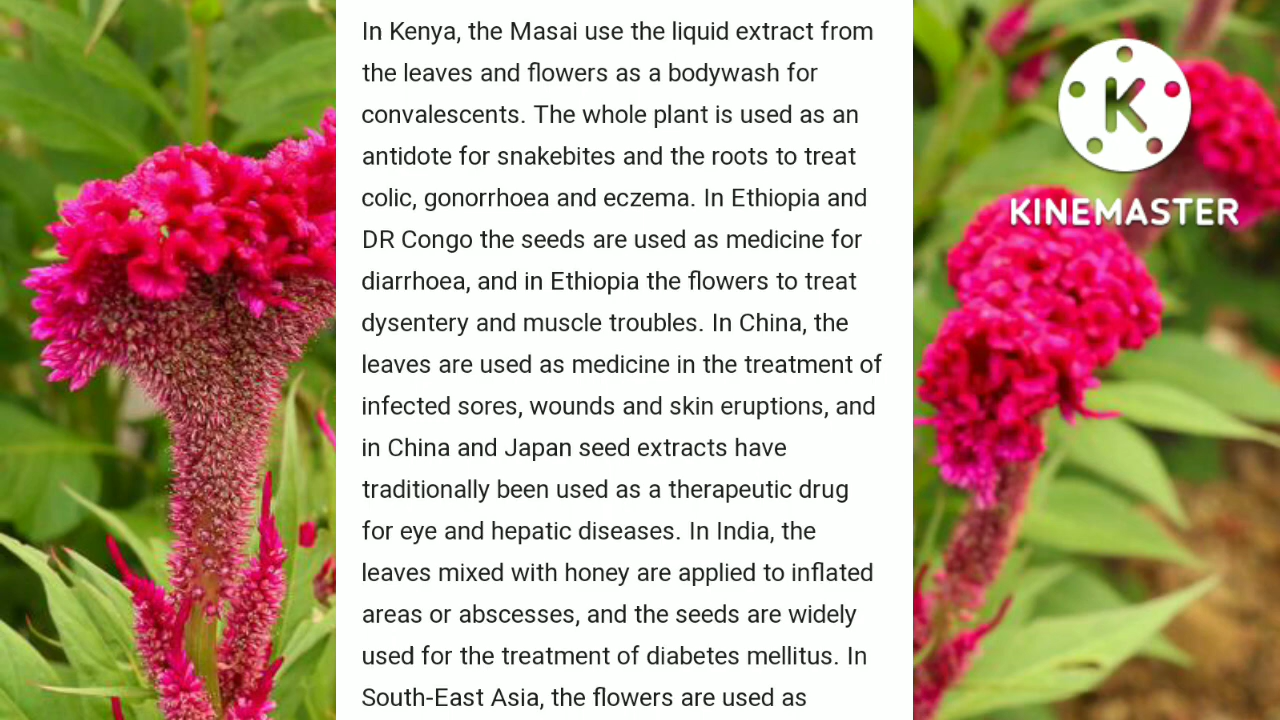 In Kenya, the Masai use the liquid extract from
the leaves and flowers as a bodywash for
convalescents. The whole plant is used as an
antidote for snakebites and the roots to treat
colic, gonorrhoea and eczema. In Ethiopia and
DR Congo the seeds are used as medicine for
diarrhoea, and in Ethiopia the flowers to treat
dysentery and muscle troubles. In China, the
leaves are used as medicine in the treatment of
infected sores, wounds and skin eruptions, and
in China and Japan seed extracts have
traditionally been used as a therapeutic drug
for eye and hepatic diseases. In India, the
leaves mixed with honey are applied to inflated
areas or abscesses, and the seeds are widely
used for the treatment of diabetes mellitus. In
South-East Asia, the flowers are used as
K
KINEMASTER